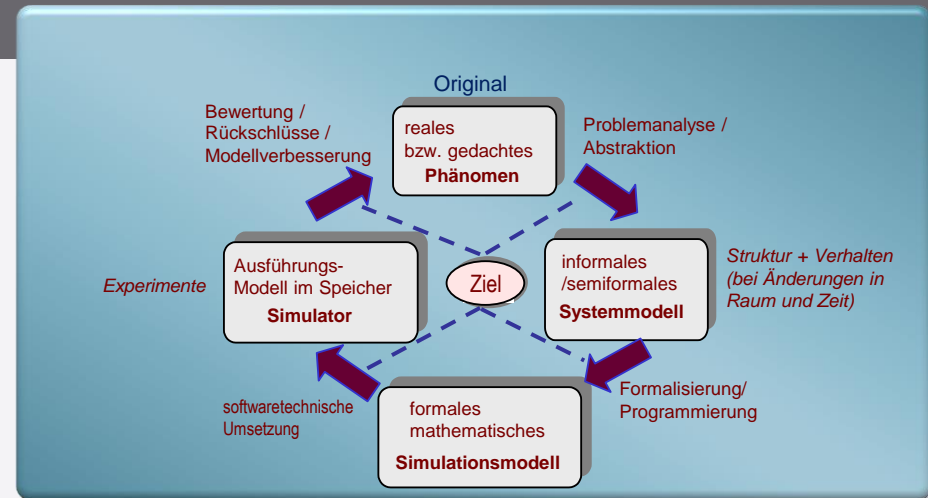 Original
Bewertung /
Rückschlüsse /
Modellverbesserung
reales
bzw. gedachtes
Phänomen
Problemanalyse /
Abstraktion
Experimente
Ausführungs-
Modell im Speicher
Simulator
Ziel
informales
/semiformales
Systemmodell
Struktur + Verhalten
(bei Änderungen in
Raum und Zeit)
softwaretechnische
Umsetzung
formales
mathematisches
Simulationsmodell
Formalisierung/
Programmierung